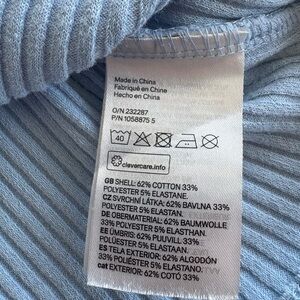 Made in China
Fabriqué en Chine
Hecho en China
O/N 232287
P/N 1058875 5
40
clevercare.info
GB SHELL: 62% COTTON 33%
POLYESTER 5% ELASTANE.
CZ SVRCHNÍ LÁTKA: 62% BAVLNA 33%
POLYESTER 5% ELASTAN.
DE OBERMATERIAL: 62% BAUMWOLLE
33% POLYESTER 5% ELASTHAN.
EE ÜMBRIS: 62% PUUVILL 33%
POLYESTER 5% ELASTAAN.
ES TELA EXTERIOR: 62% ALGODÓN
33% POLIÉSTER 5% ELASTANO.
cat EXTERIOR: 62% COTÓ 33%